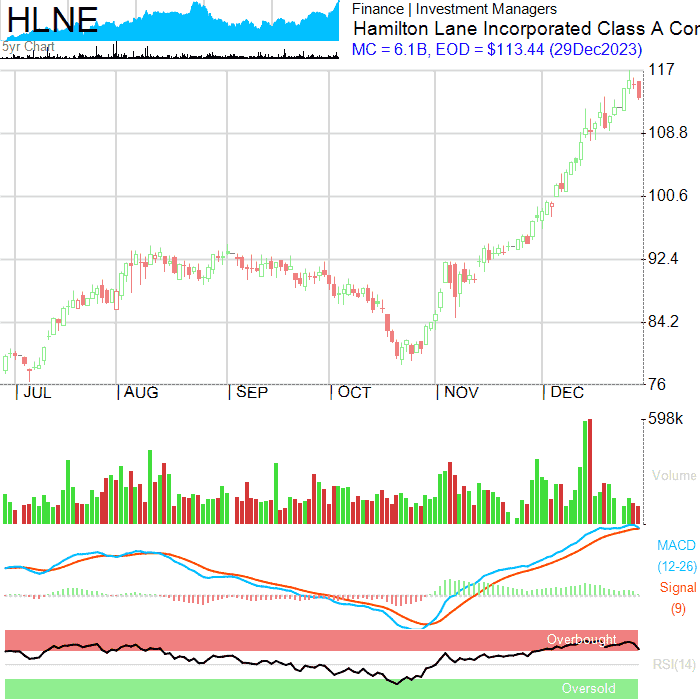 HLNE
5yr Chart
Finance | Investment Managers
Hamilton Lane Incorporated Class A Cor
MC = 6.1B, EOD = $113.44 (29Dec2023)
117
108.8
100.6
92.4
84.2
76
JUL AUG SEP OCT NOV DEC
598k
Volume
MACD
(12-26)
Signal
(9)
Overbought
RSI(14)
Oversold